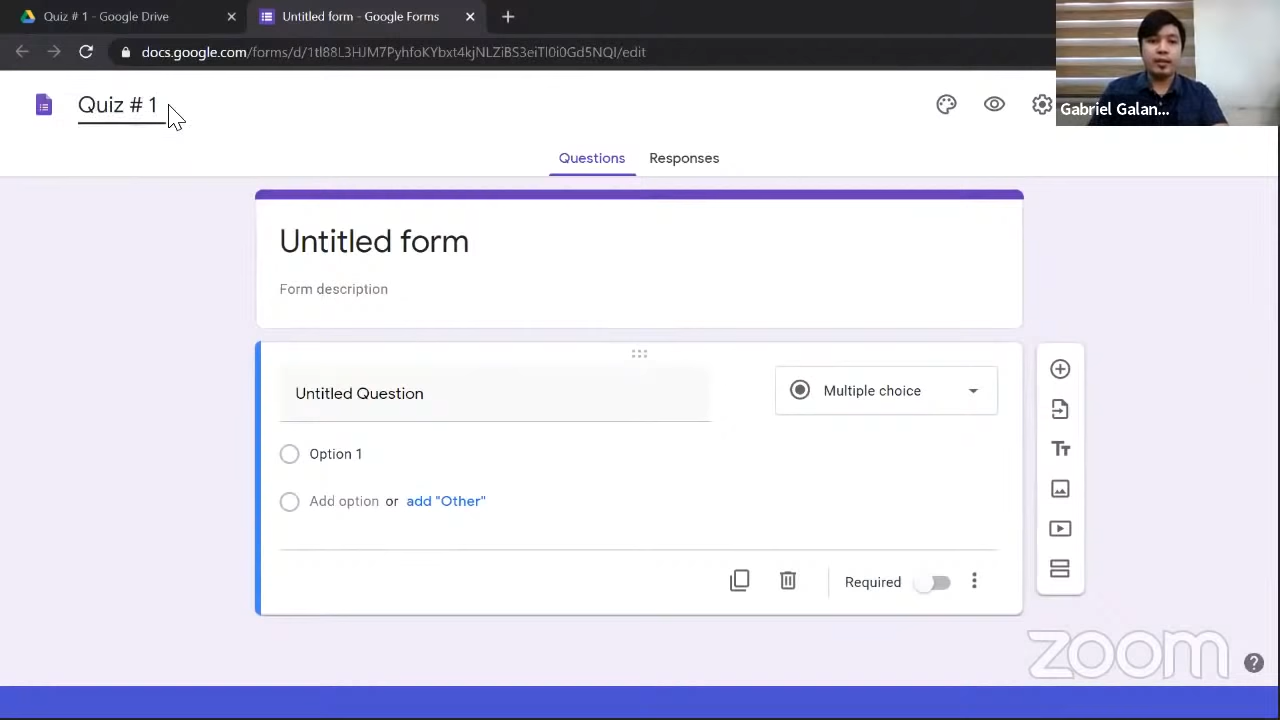 Quiz # 1 - Google Drive
Untitled form - Google Forms
docs.google.com/forms/d/1tl88L3HJM7PyhfoKYbxt4kjNLZiBS3eiTl0i0Gd5NQI/edit
Quiz # 1
Gabriel Galan...
Questions
Responses
Untitled form
Form description
Untitled Question
Multiple choice
Option 1
Add option or add "Other"
Required
zoom